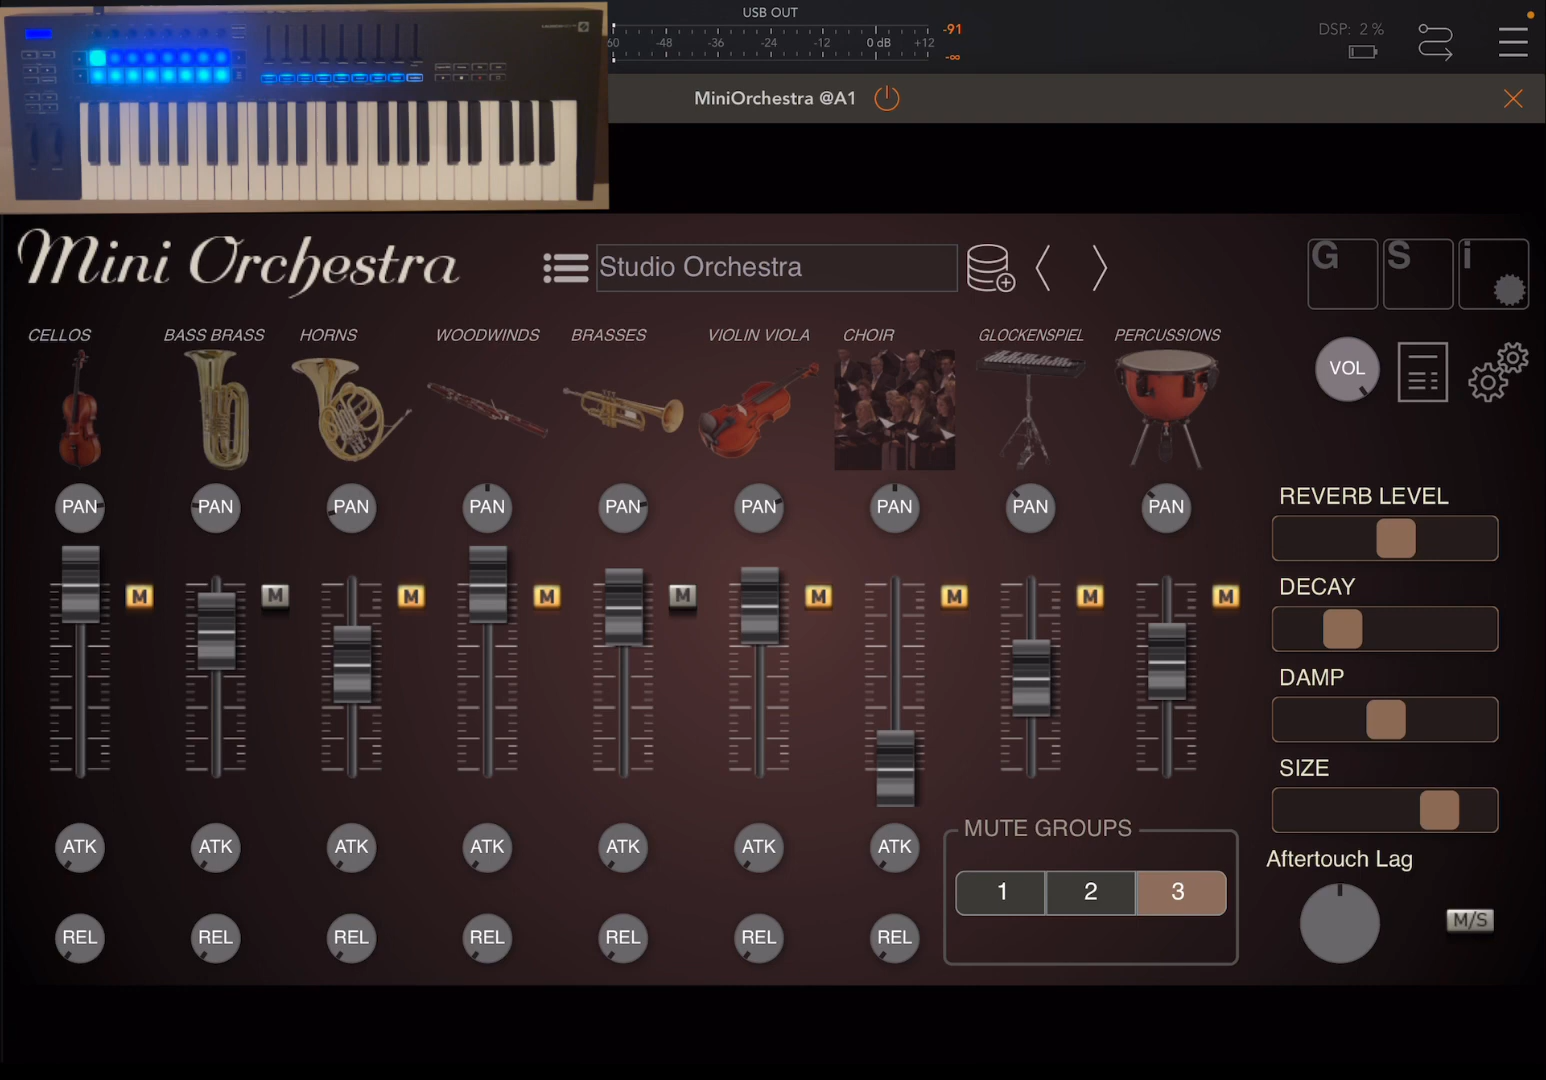 USB OUT
-91
60 -48 -36 -24 -12 0 dB +12
-∞
DSP: 2 %
MiniOrchestra @A1
Mini Orchestra
Studio Orchestra
G S i
CELLOS BASS BRASS HORNS WOODWINDS BRASSES VIOLIN VIOLA CHOIR GLOCKENSPIEL PERCUSSIONS
VOL
PAN PAN PAN PAN PAN PAN PAN PAN PAN
REVERB LEVEL
M M M M M M M M M
DECAY
DAMP
SIZE
ATK ATK ATK ATK ATK ATK ATK
MUTE GROUPS
1 2 3
Aftertouch Lag
M/S
REL REL REL REL REL REL REL